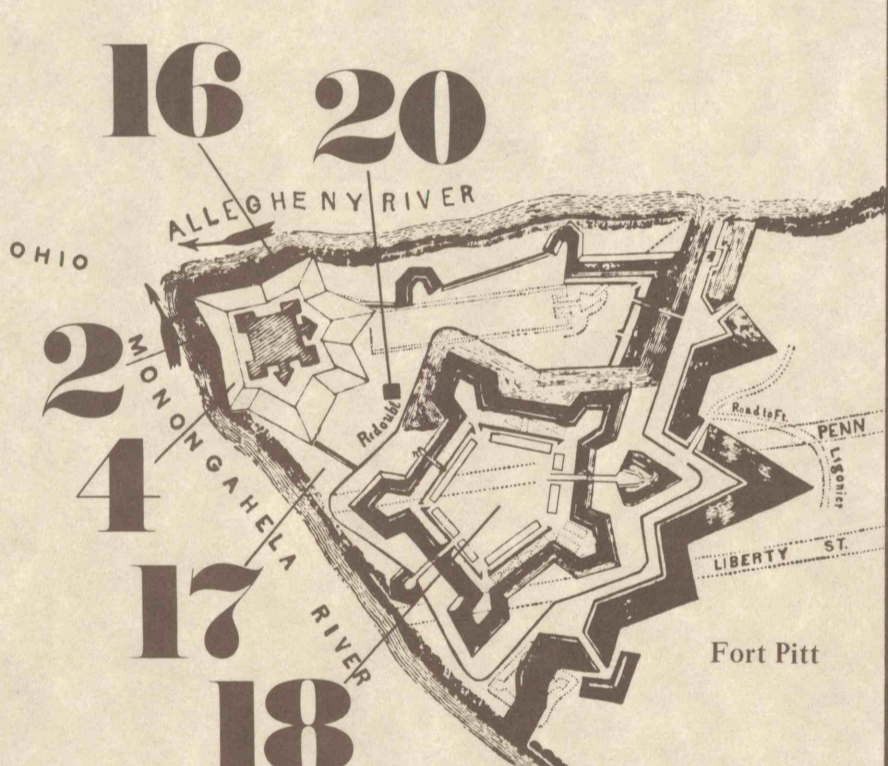 16
20
ALLEGHENY RIVER
OHIO
2
MONONGAHELA RIVER
4
17
18
Ridoubt
Road to Ft.
Ligonier
PENN
LIBERTY ST.
Fort Pitt